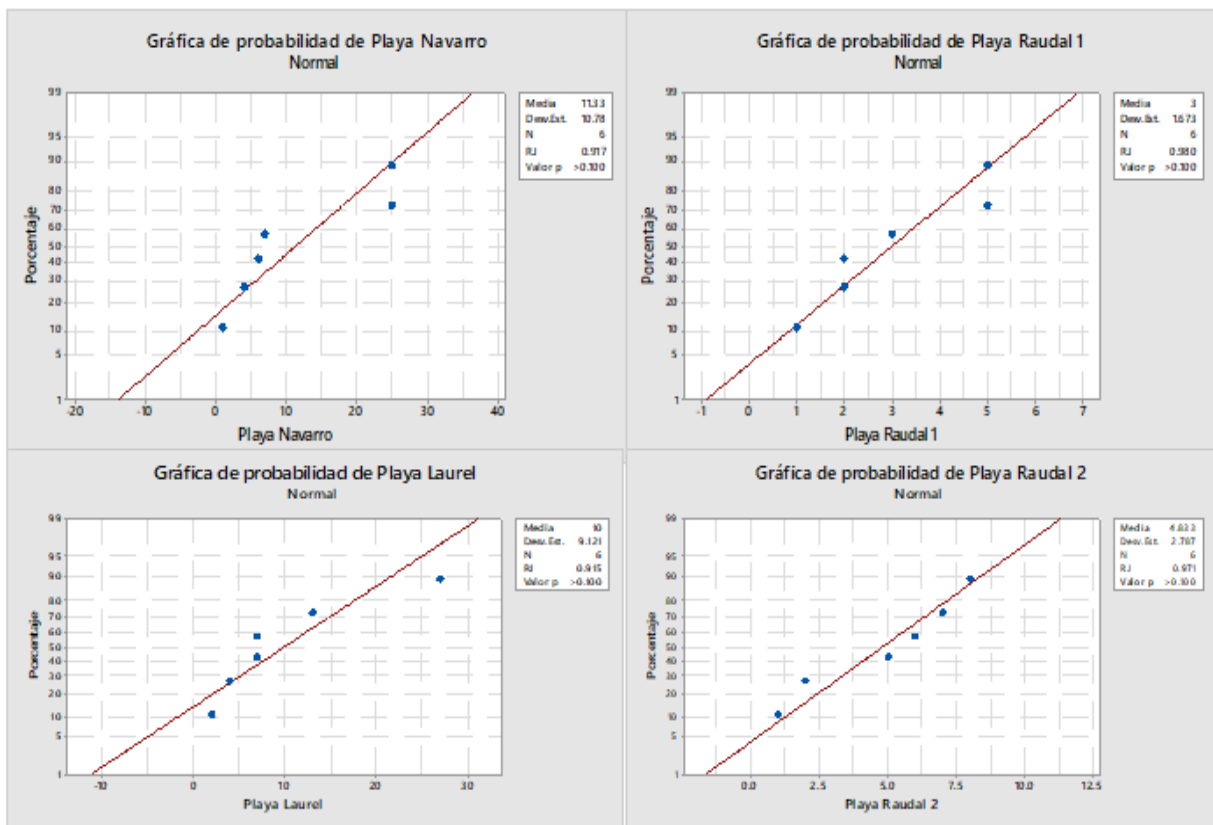 Gráfica de probabilidad de Playa Navarro
Normal
99
95
90
80
70
60
50
40
30
20
10
5
1
Porcentaje
-20 -10 0 10 20 30 40
Playa Navarro
Media 11.33
Desv.Est. 10.78
N 6
RJ 0.917
Valor p >0.100
Gráfica de probabilidad de Playa Raudal 1
Normal
99
95
90
80
70
60
50
40
30
20
10
5
1
Porcentaje
-1 0 1 2 3 4 5 6 7
Playa Raudal 1
Media 3
Desv.Est. 1.673
N 6
RJ 0.980
Valor p >0.100
Gráfica de probabilidad de Playa Laurel
Normal
99
95
90
80
70
60
50
40
30
20
10
5
1
Porcentaje
-10 0 10 20 30
Playa Laurel
Media 10
Desv.Est. 9.121
N 6
RJ 0.915
Valor p >0.100
Gráfica de probabilidad de Playa Raudal 2
Normal
99
95
90
80
70
60
50
40
30
20
10
5
1
Porcentaje
0.0 2.5 5.0 7.5 10.0 12.5
Playa Raudal 2
Media 4.833
Desv.Est. 2.787
N 6
RJ 0.971
Valor p >0.100